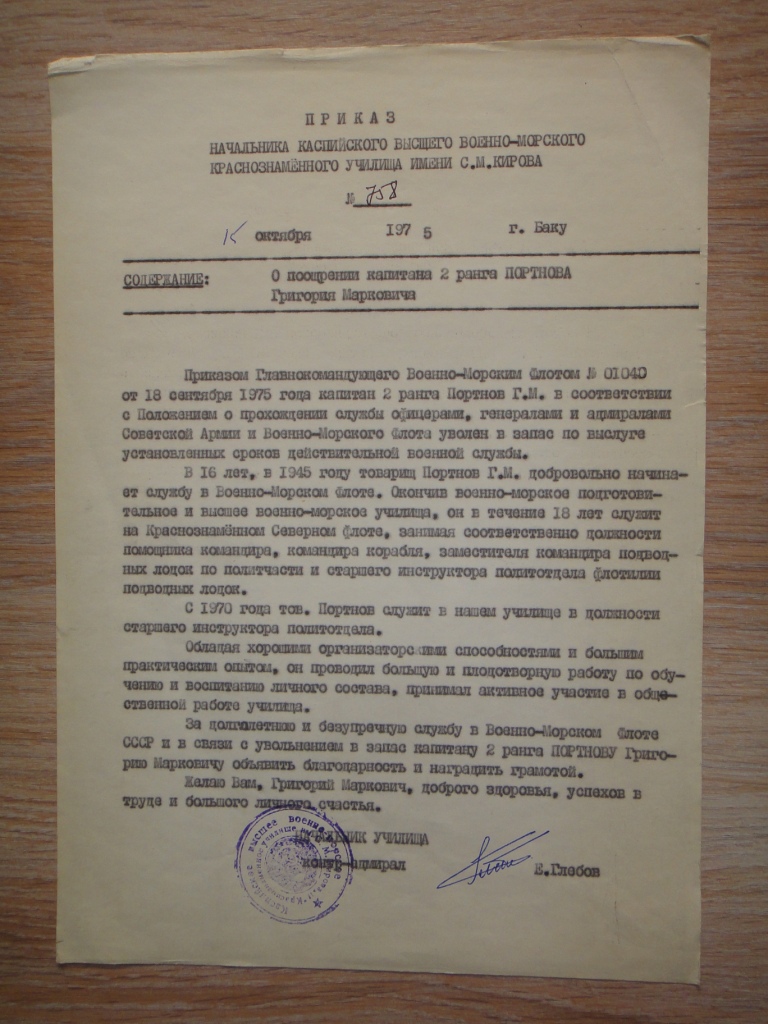 ПРИКАЗ
НАЧАЛЬНИКА КАСПИЙСКОГО ВЫСШЕГО ВОЕННО-МОРСКОГО
КРАСНОЗНАМЁННОГО УЧИЛИЩА ИМЕНИ С.М.КИРОВА
№ 758
15 октября 1975 г. Баку
СОДЕРЖАНИЕ: О поощрении капитана 2 ранга ПОРТНОВА
Григория Марковича
Приказом Главнокомандующего Военно-Морским Флотом № 01040
от 18 сентября 1975 года капитан 2 ранга Портнов Г.М. в соответствии
с Положением о прохождении службы офицерами, генералами и адмиралами
Советской Армии и Военно-Морского Флота уволен в запас по выслуге
установленных сроков действительной военной службы.
В 16 лет, в 1945 году товарищ Портнов Г.М. добровольно начина-
ет службу в Военно-Морском Флоте. Окончив военно-морское подготови-
тельное и высшее военно-морское училища, он в течение 18 лет служит
на Краснознамённом Северном флоте, занимая соответственно должности
помощника командира, командира корабля, заместителя командира подвод-
ных лодок по политчасти и старшего инструктора политотдела флотилии
подводных лодок.
С 1970 года тов. Портнов служит в нашем училище в должности
старшего инструктора политотдела.
Обладая хорошими организаторскими способностями и большим
практическим опытом, он проводил большую и плодотворную работу по обу-
чению и воспитанию личного состава, принимал активное участие в обще-
ственной работе училища.
За долголетнюю и безупречную службу в Военно-Морском Флоте
СССР и в связи с увольнением в запас капитану 2 ранга ПОРТНОВУ Григо-
рию Марковичу объявить благодарность и наградить грамотой.
Желаю Вам, Григорий Маркович, доброго здоровья, успехов в
труде и большого личного счастья.
НАЧАЛЬНИК УЧИЛИЩА
контр-адмирал Е.Глебов
Каспийское высшее военно-морское